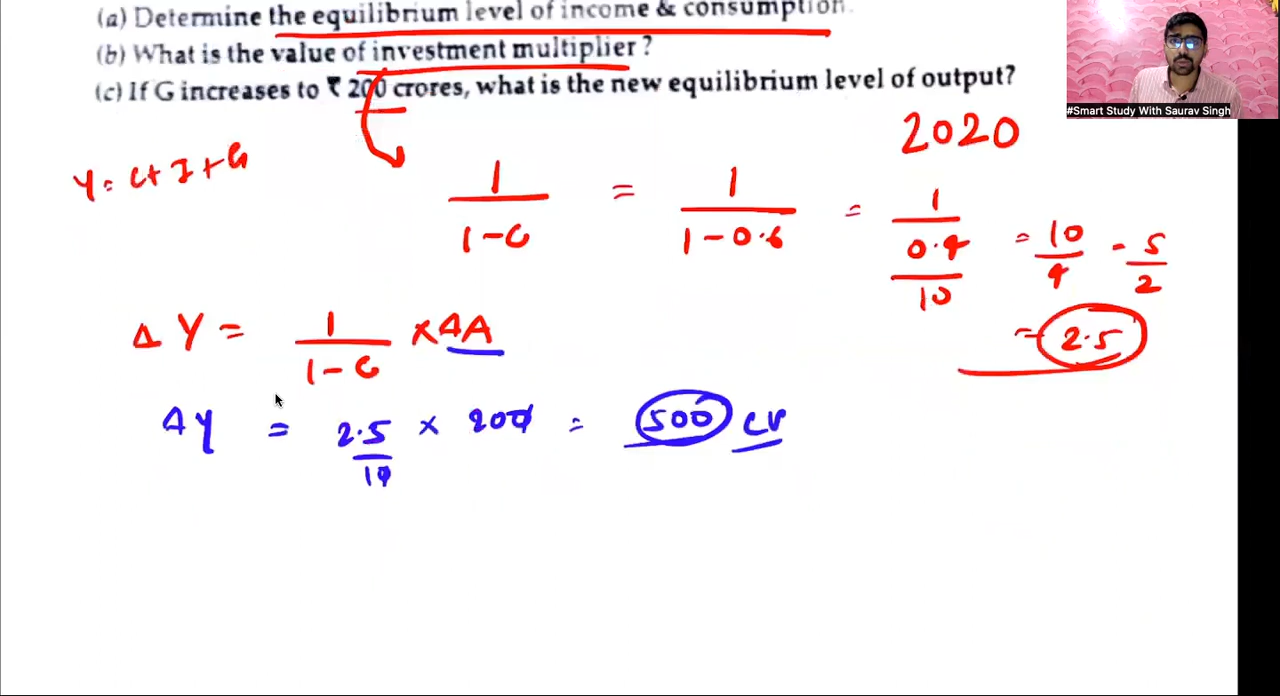 (a) Determine the equilibrium level of income & consumption.
(b) What is the value of investment multiplier ?
(c) If G increases to ₹ 200 crores, what is the new equilibrium level of output?
#Smart Study With Saurav Singh
2020
Y= C+ I+G
1/1-C = 1/1-0.6 = 1/0.4/10 = 10/4 - 5/2
= 2.5
Δ Y = 1/1-C ×ΔA
ΔY = 2.5/10 × 200 = 500 cr